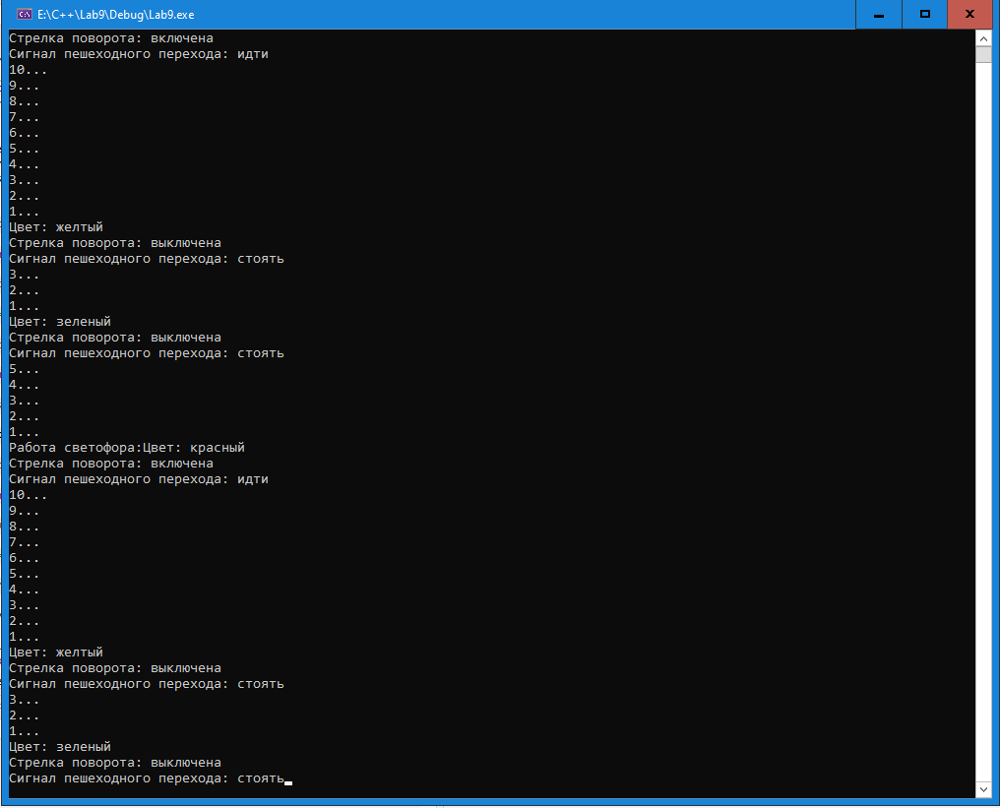 E:\C++\Lab9\Debug\Lab9.exe
Стрелка поворота: включена
Сигнал пешеходного перехода: идти
10...
9...
8...
7...
6...
5...
4...
3...
2...
1...
Цвет: желтый
Стрелка поворота: выключена
Сигнал пешеходного перехода: стоять
3...
2...
1...
Цвет: зеленый
Стрелка поворота: выключена
Сигнал пешеходного перехода: стоять
5...
4...
3...
2...
1...
Работа светофора:Цвет: красный
Стрелка поворота: включена
Сигнал пешеходного перехода: идти
10...
9...
8...
7...
6...
5...
4...
3...
2...
1...
Цвет: желтый
Стрелка поворота: выключена
Сигнал пешеходного перехода: стоять
3...
2...
1...
Цвет: зеленый
Стрелка поворота: выключена
Сигнал пешеходного перехода: стоять